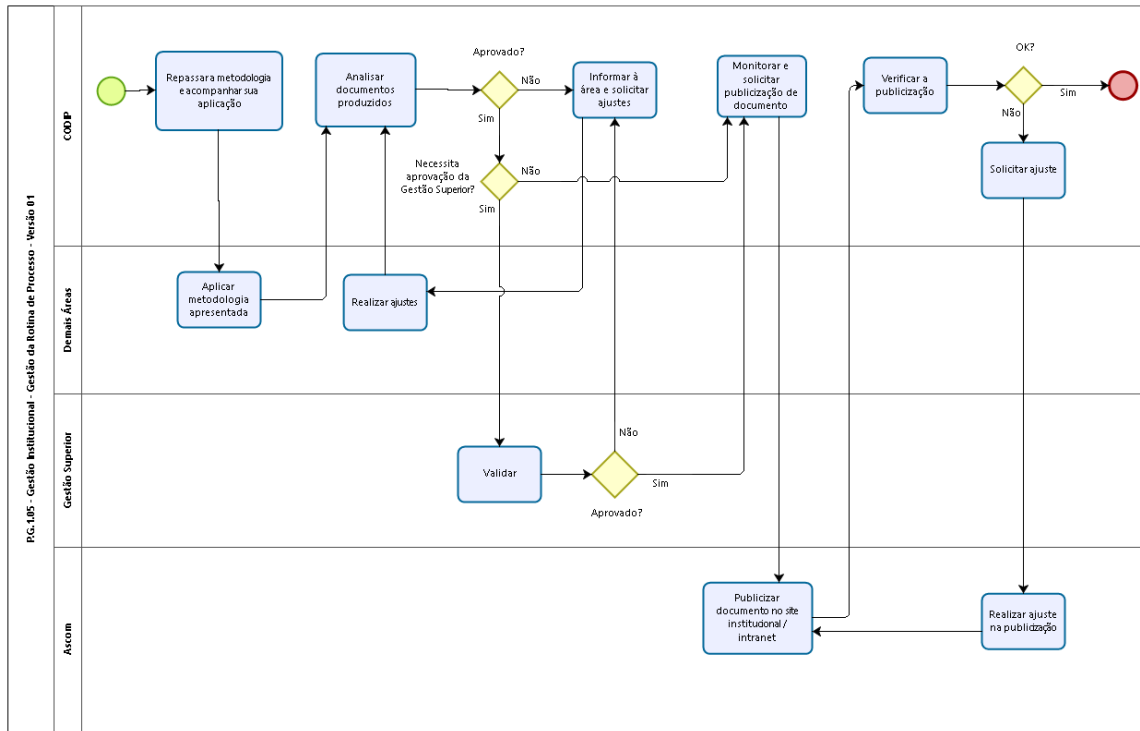 P.G.1.05 - Gestão Institucional - Gestão da Rotina de Processo - Versão 01
CODIP
Repassar a metodologia
e acompanhar sua
aplicação
Analisar
documentos
produzidos
Aprovado?
Não
Sim
Informar à
área e solicitar
ajustes
Necessita
aprovação da
Gestão Superior?
Não
Sim
Monitorar e
solicitar
publicização de
documento
Verificar a
publicização
OK?
Sim
Não
Solicitar ajuste
Demais Áreas
Aplicar
metodologia
apresentada
Realizar ajustes
Gestão Superior
Validar
Não
Sim
Aprovado?
Ascom
Publicizar
documento no site
institucional /
intranet
Realizar ajuste
na publicização